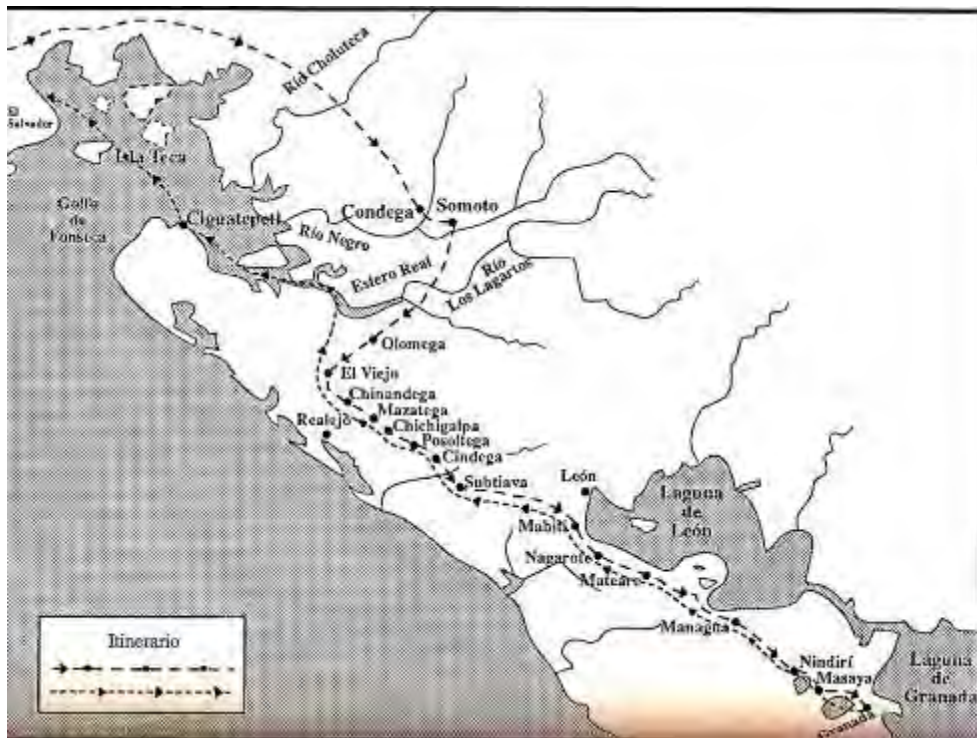 Río Choluteca
El
Salvador
Isla Teca
Golfo
de
Fonseca
Ciguatepetl
Condega
Somoto
Río Negro
Estero Real
Río
Los Lagartos
Olomega
El Viejo
Chinandega
Mazatega
Realejo
Chichigalpa
Posoltega
Cindega
Subtiava
León
Laguna
de
León
Mabití
Nagarote
Mateare
Managua
Itinerario
Nindirí
Masaya
Laguna
de
Granada
Granada